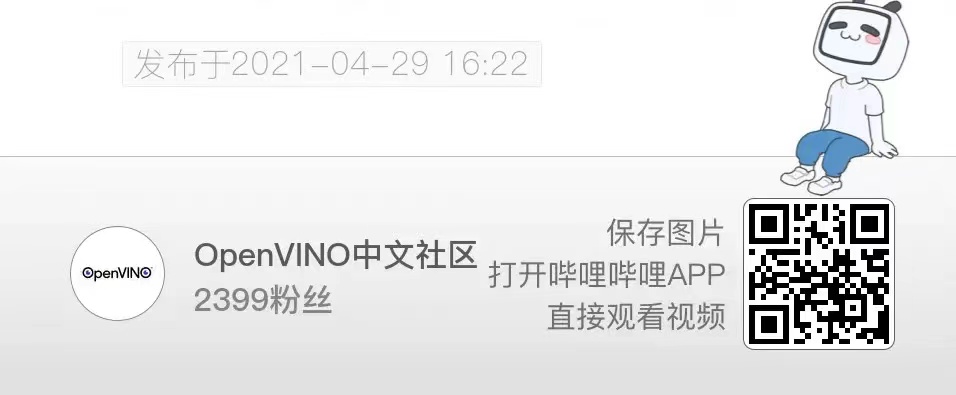 发布于2021-04-29 16:22
OpenVINO
OpenVINO中文社区
2399粉丝
保存图片
打开哔哩哔哩APP
直接观看视频